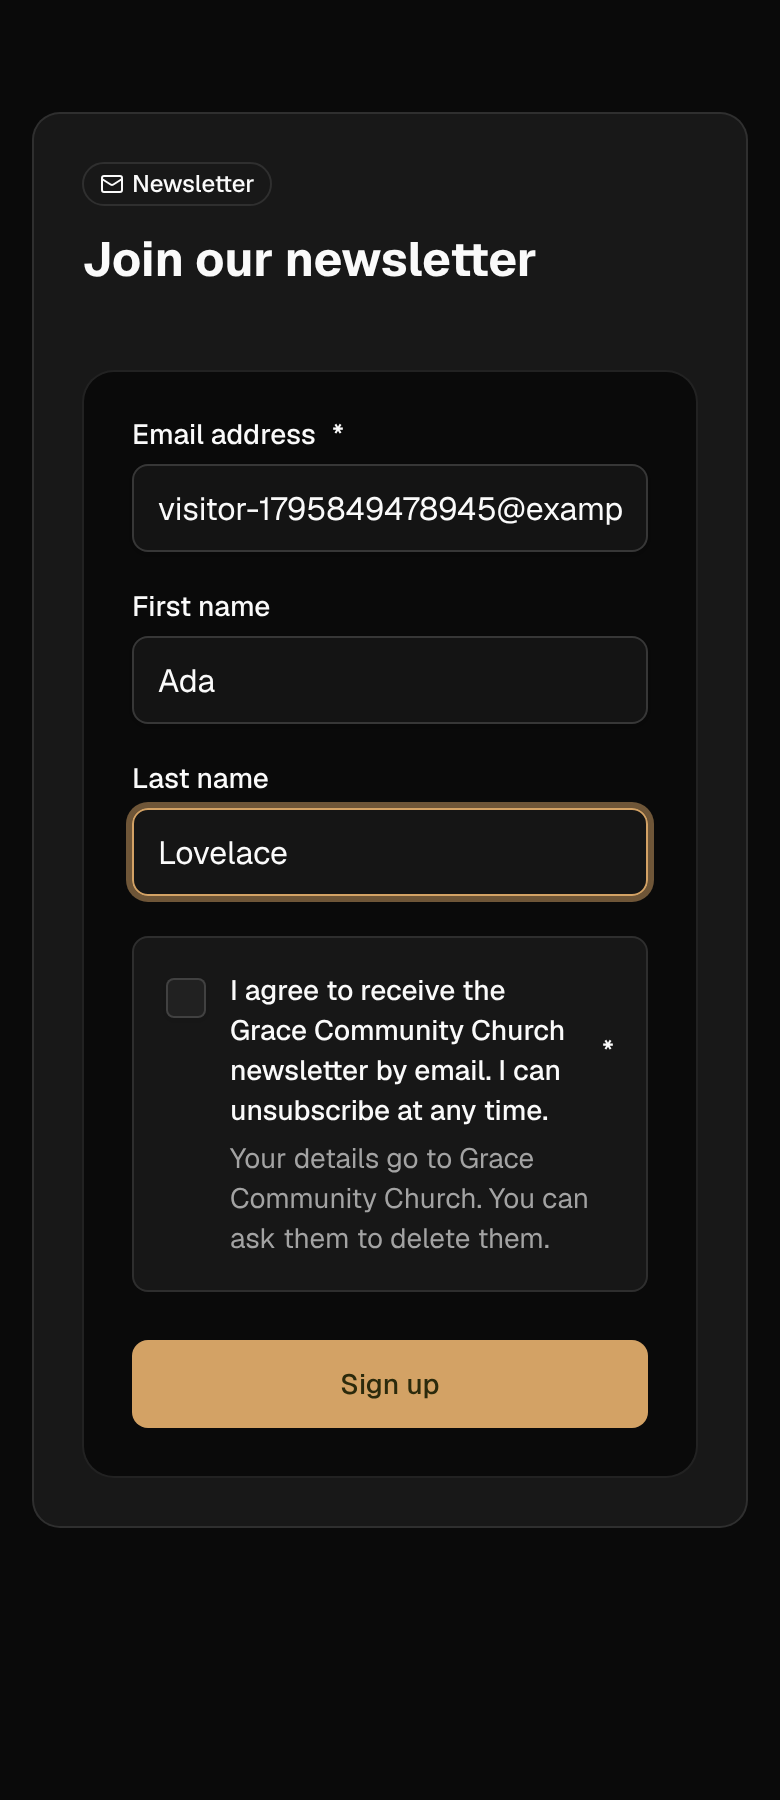 Newsletter
Join our newsletter
Email address *
visitor-1795849478945@examp
First name
Ada
Last name
Lovelace
I agree to receive the
Grace Community Church
newsletter by email. I can
unsubscribe at any time.
*
Your details go to Grace
Community Church. You can
ask them to delete them.
Sign up